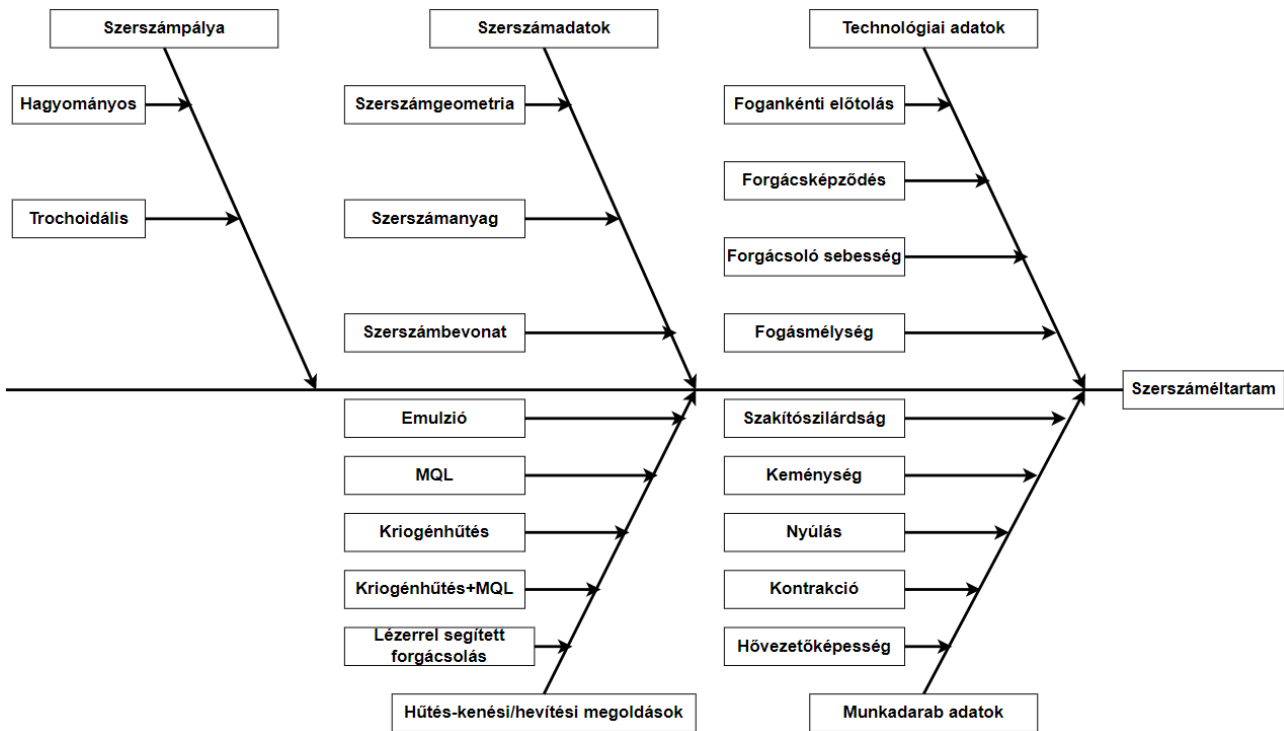 Szerszámpálya
Szerszámadatok
Technológiai adatok
Hagyományos
Szerszámgeometria
Fogankénti előtolás
Forgácsképződés
Trochoidális
Szerszámanyag
Forgácsoló sebesség
Szerszámbevonat
Fogásmélység
Szerszáméltartam
Emulzió
Szakítószilárdság
MQL
Keménység
Kriogénhűtés
Nyúlás
Kriogénhűtés+MQL
Kontrakció
Lézerrel segített
forgácsolás
Hővezetőképesség
Hűtés-kenési/hevítési megoldások
Munkadarab adatok